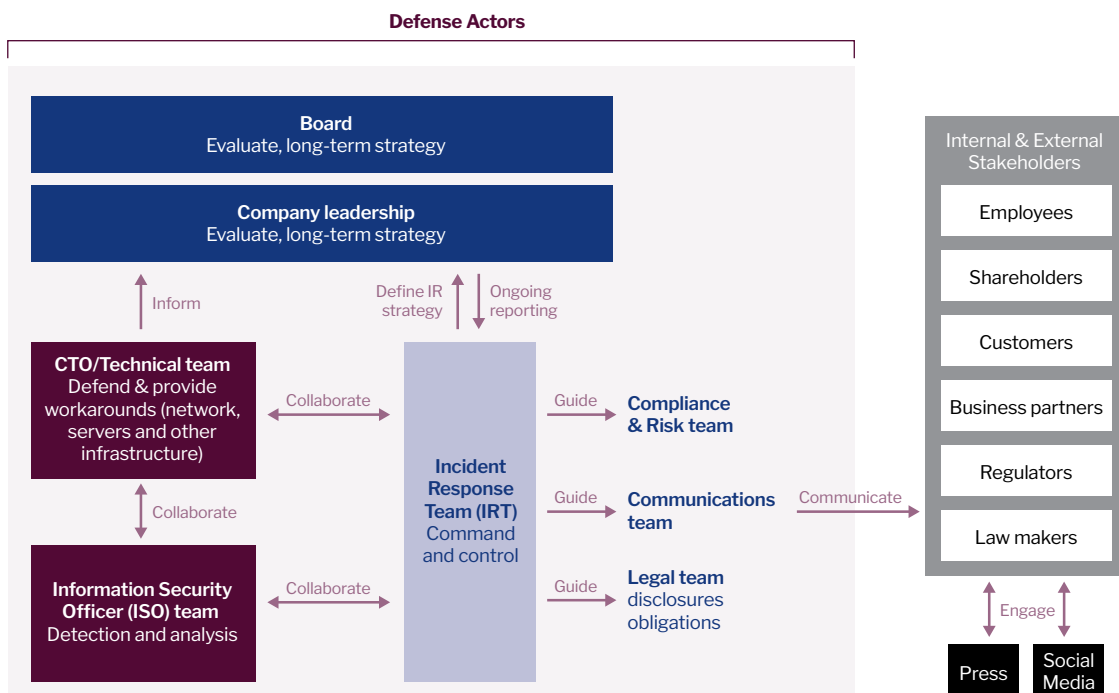 Defense Actors
Board
Evaluate, long-term strategy
Company leadership
Evaluate, long-term strategy
Inform
Define IR
strategy
Ongoing
reporting
CTO/Technical team
Defend & provide
workarounds (network,
servers and other
infrastructure)
Collaborate
Collaborate
Information Security
Officer (ISO) team
Detection and analysis
Collaborate
Incident
Response
Team (IRT)
Command
and control
Guide
Compliance
& Risk team
Guide
Communications
team
Guide
Legal team
disclosures
obligations
Communicate
Internal & External
Stakeholders
Employees
Shareholders
Customers
Business partners
Regulators
Law makers
Engage
Press
Social
Media